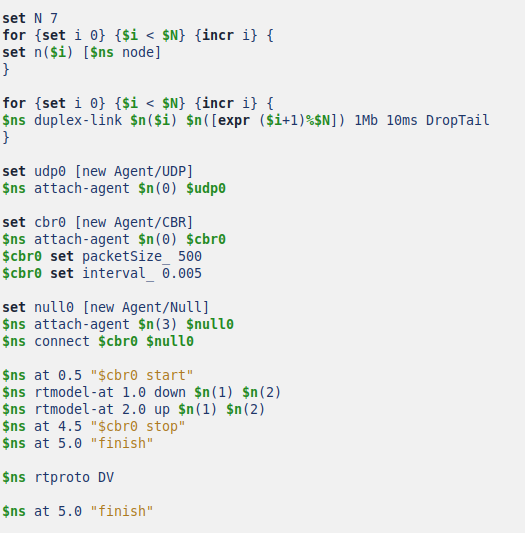 set N 7
for {set i 0} {$i < $N} {incr i} {
set n($i) [$ns node]
}
for {set i 0} {$i < $N} {incr i} {
$ns duplex-link $n($i) $n([expr ($i+1)%$N]) 1Mb 10ms DropTail
}
set udp0 [new Agent/UDP]
$ns attach-agent $n(0) $udp0
set cbr0 [new Agent/CBR]
$ns attach-agent $n(0) $cbr0
$cbr0 set packetSize_ 500
$cbr0 set interval_ 0.005
set null0 [new Agent/Null]
$ns attach-agent $n(3) $null0
$ns connect $cbr0 $null0
$ns at 0.5 "$cbr0 start"
$ns rtmodel-at 1.0 down $n(1) $n(2)
$ns rtmodel-at 2.0 up $n(1) $n(2)
$ns at 4.5 "$cbr0 stop"
$ns at 5.0 "finish"
$ns rtproto DV
$ns at 5.0 "finish"